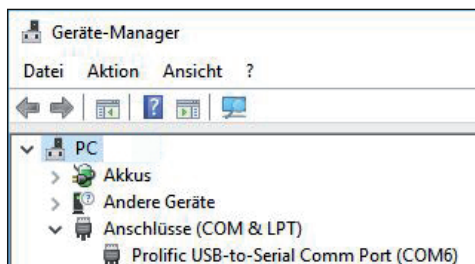 Geräte-Manager
Datei Aktion Ansicht ?
PC
Akkus
Andere Geräte
Anschlüsse (COM & LPT)
Prolific USB-to-Serial Comm Port (COM6)